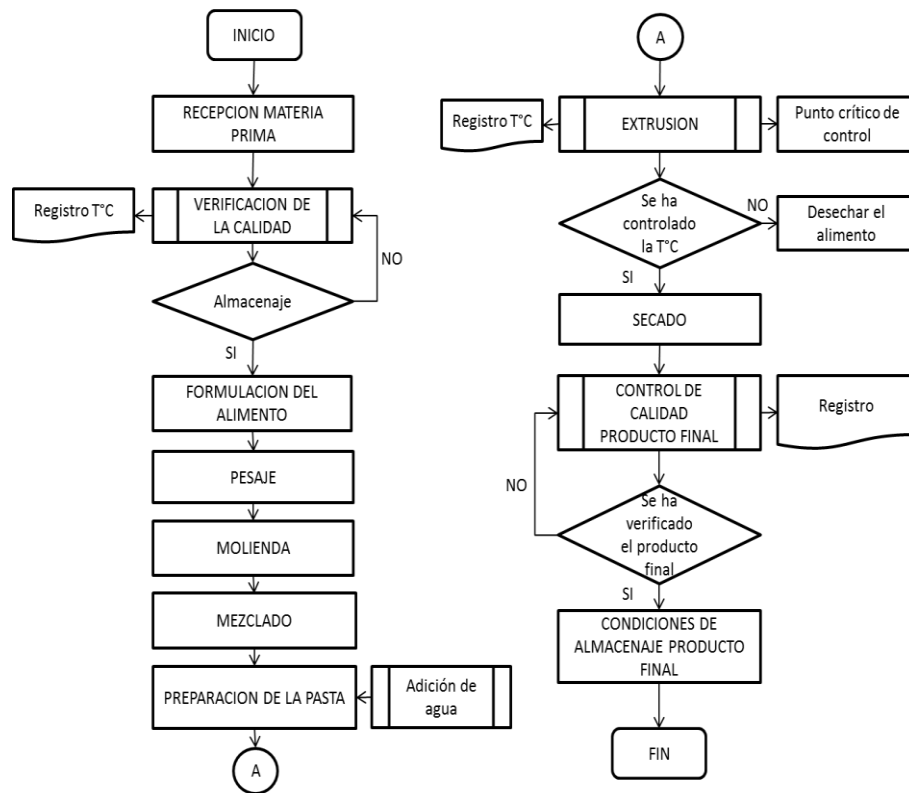 INICIO
RECEPCION MATERIA
PRIMA
Registro T°C
VERIFICACION DE
LA CALIDAD
NO
Almacenaje
SI
FORMULACION DEL
ALIMENTO
PESAJE
MOLIENDA
MEZCLADO
PREPARACION DE LA PASTA
Adición de
agua
A
A
Registro T°C
EXTRUSION
Punto crítico de
control
Se ha
controlado
la T°C
NO
Desechar el
alimento
SI
SECADO
CONTROL DE
CALIDAD
PRODUCTO FINAL
Registro
NO
Se ha
verificado
el producto
final
SI
CONDICIONES DE
ALMACENAJE PRODUCTO
FINAL
FIN